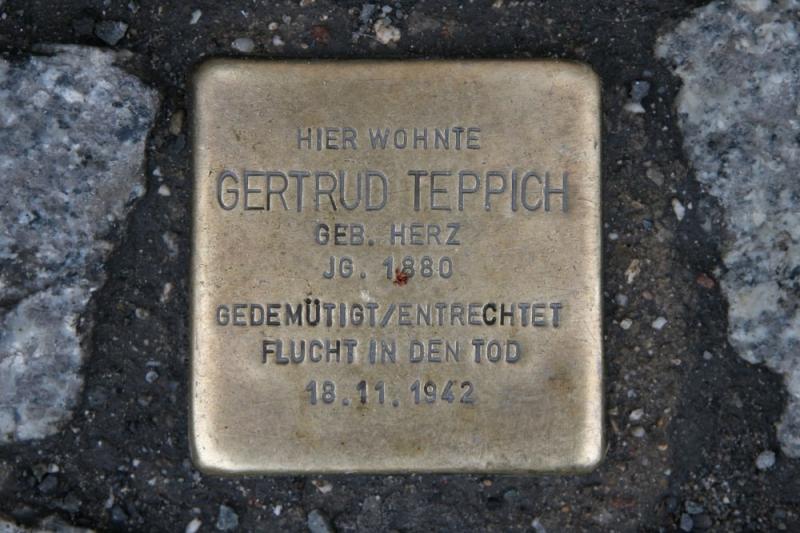 HIER WOHNTE
GERTRUD TEPPICH
GEB. HERZ
JG. 1880
GEDEMÜTIGT/ENTRECHTET
FLUCHT IN DEN TOD
18.11.1942